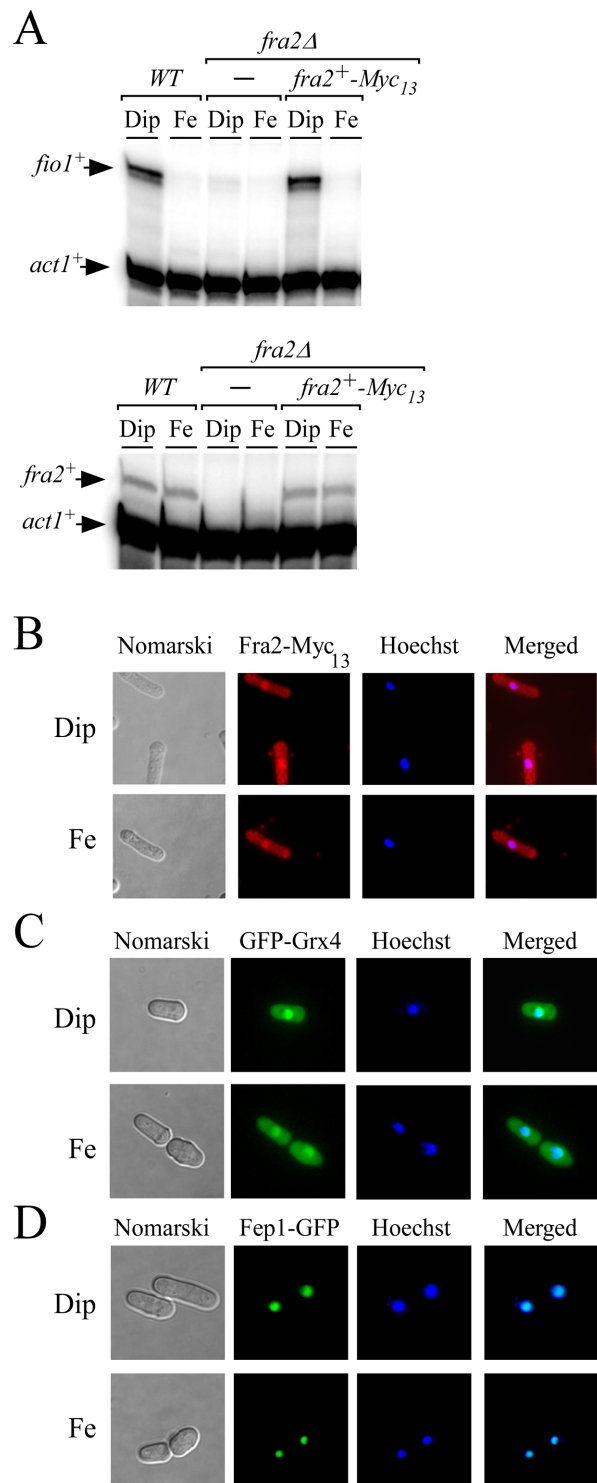 A
fra2Δ
WT — fra2⁺-Myc₁₃
Dip Fe Dip Fe Dip Fe
fio1⁺
act1⁺
fra2Δ
WT — fra2⁺-Myc₁₃
Dip Fe Dip Fe Dip Fe
fra2⁺
act1⁺
B
Nomarski Fra2-Myc₁₃ Hoechst Merged
Dip
Fe
C
Nomarski GFP-Grx4 Hoechst Merged
Dip
Fe
D
Nomarski Fep1-GFP Hoechst Merged
Dip
Fe